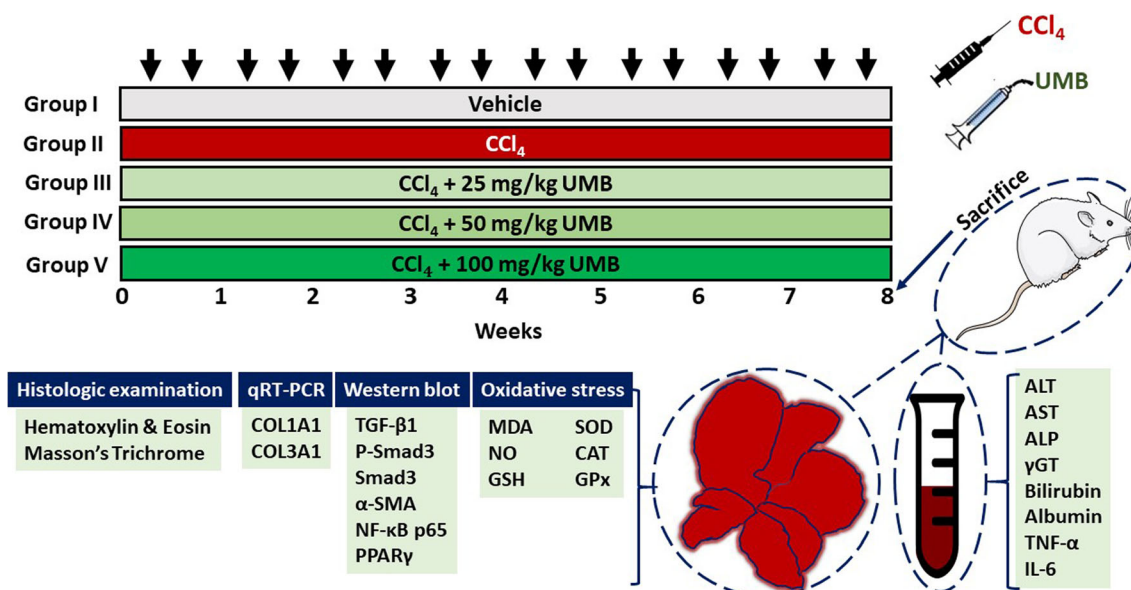 CCl4
UMB
Group I
Vehicle
Group II
CCl4
Group III
CCl4 + 25 mg/kg UMB
Group IV
CCl4 + 50 mg/kg UMB
Group V
CCl4 + 100 mg/kg UMB
0 1 2 3 4 5 6 7 8
Weeks
Sacrifice
Histologic examination
Hematoxylin & Eosin
Masson's Trichrome
qRT-PCR
COL1A1
COL3A1
Western blot
TGF-β1
P-Smad3
Smad3
α-SMA
NF-κB p65
PPARγ
Oxidative stress
MDA SOD
NO CAT
GSH GPx
ALT
AST
ALP
γGT
Bilirubin
Albumin
TNF-α
IL-6